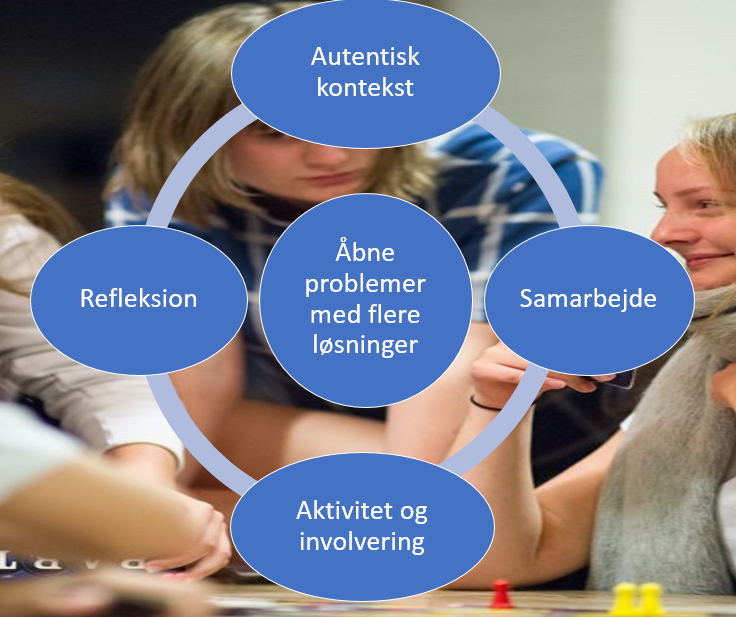 Autentisk
kontekst
Refleksion
Åbne
problemer
med flere
løsninger
Samarbejde
Aktivitet og
involvering